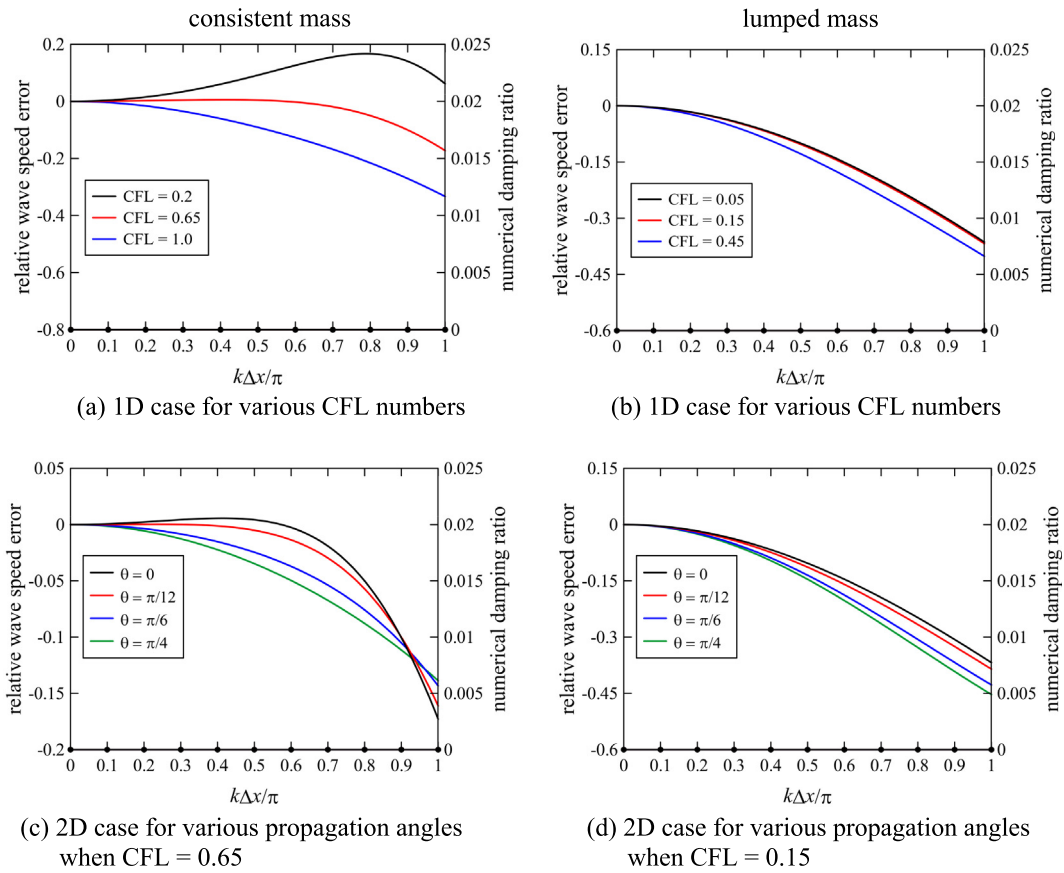 consistent mass
lumped mass
0.2
0
-0.2
-0.4
-0.6
-0.8
relative wave speed error
0.025
0.02
0.015
0.01
0.005
0
numerical damping ratio
CFL = 0.2
CFL = 0.65
CFL = 1.0
0 0.1 0.2 0.3 0.4 0.5 0.6 0.7 0.8 0.9 1
kΔx/π
(a) 1D case for various CFL numbers
0.15
0
-0.15
-0.3
-0.45
-0.6
relative wave speed error
0.025
0.02
0.015
0.01
0.005
0
numerical damping ratio
CFL = 0.05
CFL = 0.15
CFL = 0.45
0 0.1 0.2 0.3 0.4 0.5 0.6 0.7 0.8 0.9 1
kΔx/π
(b) 1D case for various CFL numbers
0.05
0
-0.05
-0.1
-0.15
-0.2
relative wave speed error
0.025
0.02
0.015
0.01
0.005
0
numerical damping ratio
θ = 0
θ = π/12
θ = π/6
θ = π/4
0 0.1 0.2 0.3 0.4 0.5 0.6 0.7 0.8 0.9 1
kΔx/π
(c) 2D case for various propagation angles
when CFL = 0.65
0.15
0
-0.15
-0.3
-0.45
-0.6
relative wave speed error
0.025
0.02
0.015
0.01
0.005
0
numerical damping ratio
θ = 0
θ = π/12
θ = π/6
θ = π/4
0 0.1 0.2 0.3 0.4 0.5 0.6 0.7 0.8 0.9 1
kΔx/π
(d) 2D case for various propagation angles
when CFL = 0.15